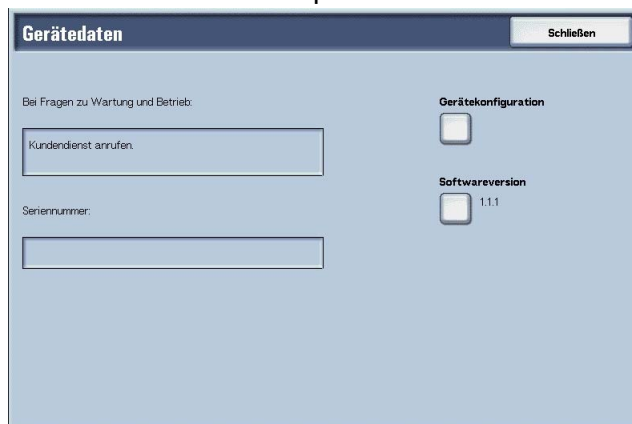 Gerätedaten
Schließen
Bei Fragen zu Wartung und Betrieb:
Kundendienst anrufen.
Seriennummer:
Gerätekonfiguration
Softwareversion
1.1.1